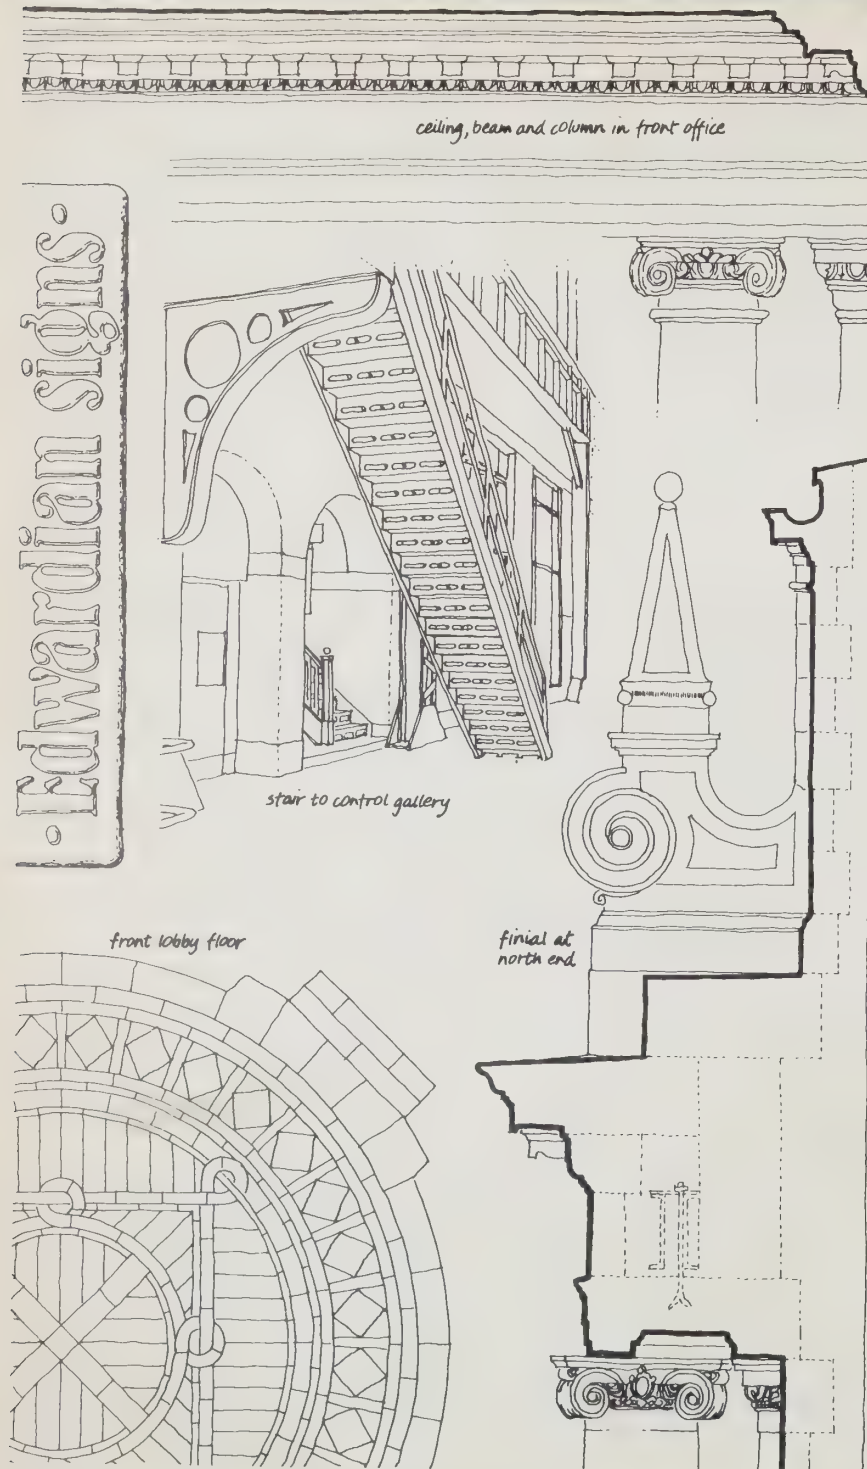 ceiling, beam and column in front office
· Edwardian signs ·
stair to control gallery
front lobby floor
finial at
north end